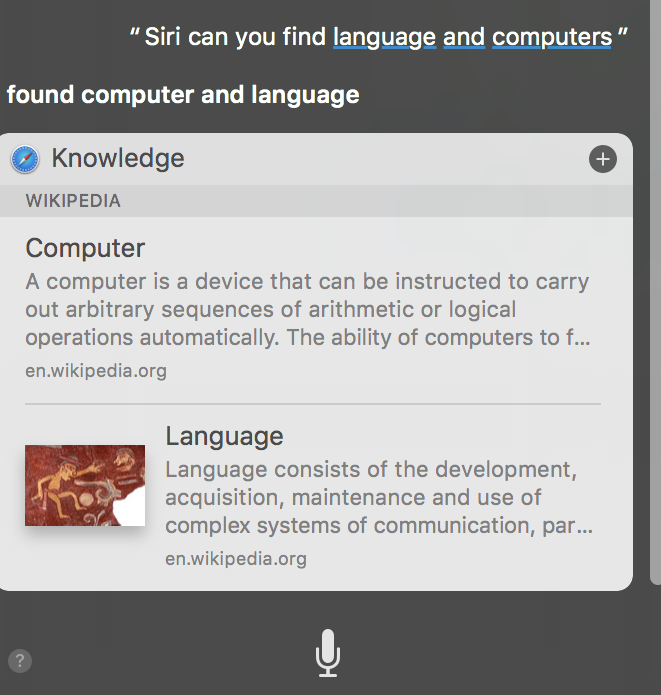 “ Siri can you find language and computers ”
found computer and language
Knowledge
WIKIPEDIA
Computer
A computer is a device that can be instructed to carry
out arbitrary sequences of arithmetic or logical
operations automatically. The ability of computers to f...
en.wikipedia.org
Language
Language consists of the development,
acquisition, maintenance and use of
complex systems of communication, par...
en.wikipedia.org
?